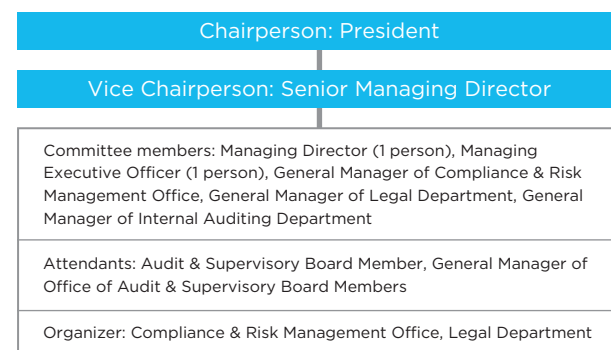 Chairperson: President
Vice Chairperson: Senior Managing Director
Committee members: Managing Director (1 person), Managing
Executive Officer (1 person), General Manager of Compliance & Risk
Management Office, General Manager of Legal Department, General
Manager of Internal Auditing Department
Attendants: Audit & Supervisory Board Member, General Manager of
Office of Audit & Supervisory Board Members
Organizer: Compliance & Risk Management Office, Legal Department